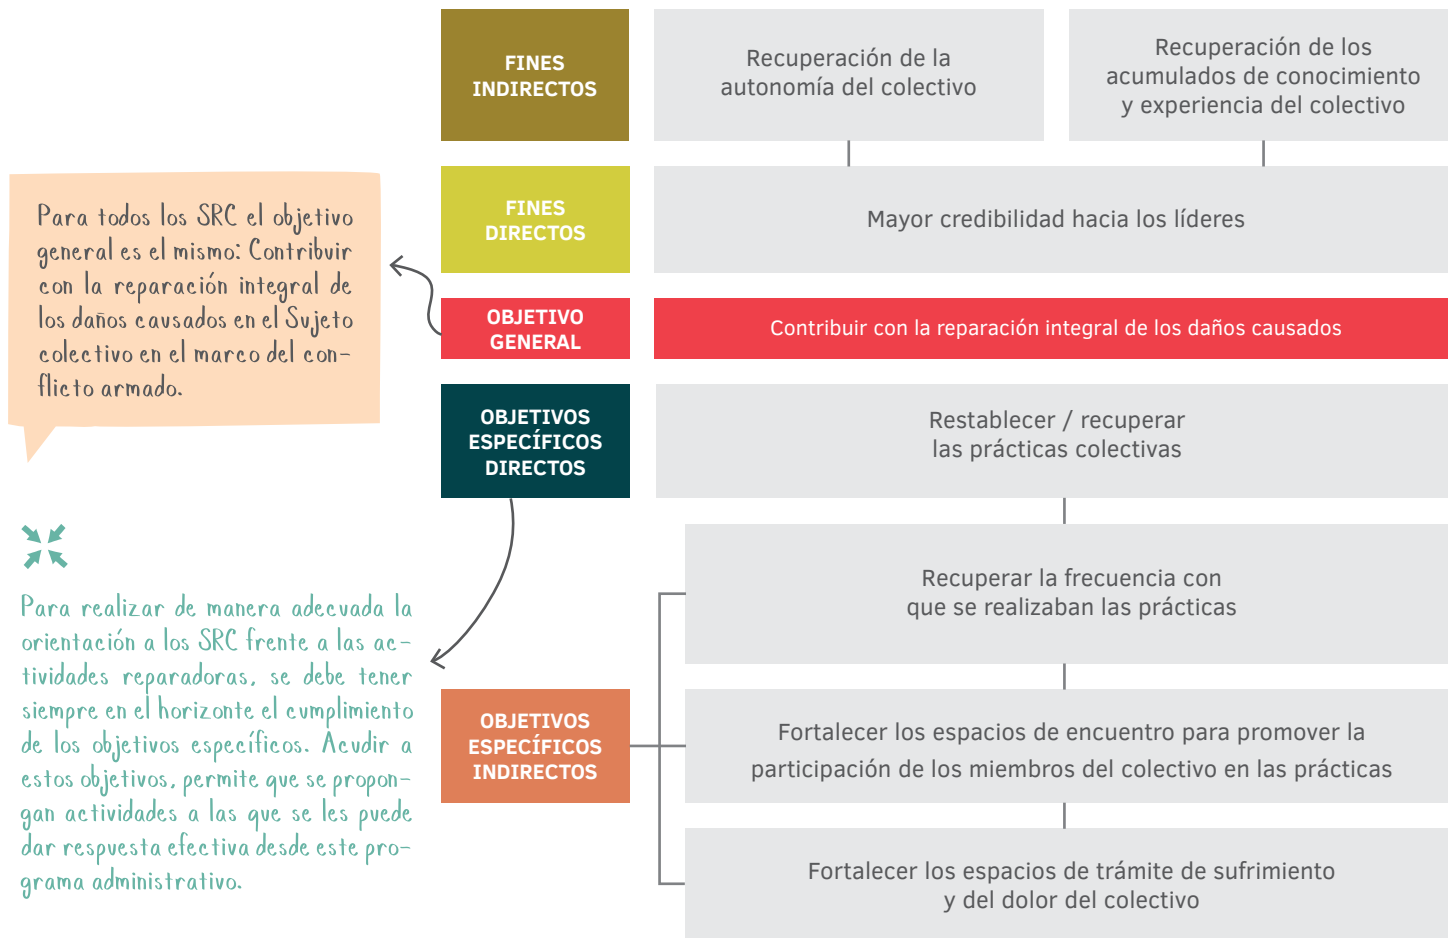 FINES
INDIRECTOS
Recuperación de la
autonomía del colectivo
Recuperación de los
acumulados de conocimiento
y experiencia del colectivo
FINES
DIRECTOS
Mayor credibilidad hacia los líderes
Para todos los SRC el objetivo
general es el mismo: Contribuir
con la reparación integral de
los daños causados en el Sujeto
colectivo en el marco del con-
flicto armado.
OBJETIVO
GENERAL
Contribuir con la reparación integral de los daños causados
OBJETIVOS
ESPECÍFICOS
DIRECTOS
Restablecer / recuperar
las prácticas colectivas
Para realizar de manera adecuada la
orientación a los SRC frente a las ac-
tividades reparadoras, se debe tener
siempre en el horizonte el cumplimiento
de los objetivos específicos. Acudir a
estos objetivos, permite que se propon-
gan actividades a las que se les puede
dar respuesta efectiva desde este pro-
grama administrativo.
OBJETIVOS
ESPECÍFICOS
INDIRECTOS
Recuperar la frecuencia con
que se realizaban las prácticas
Fortalecer los espacios de encuentro para promover la
participación de los miembros del colectivo en las prácticas
Fortalecer los espacios de trámite de sufrimiento
y del dolor del colectivo